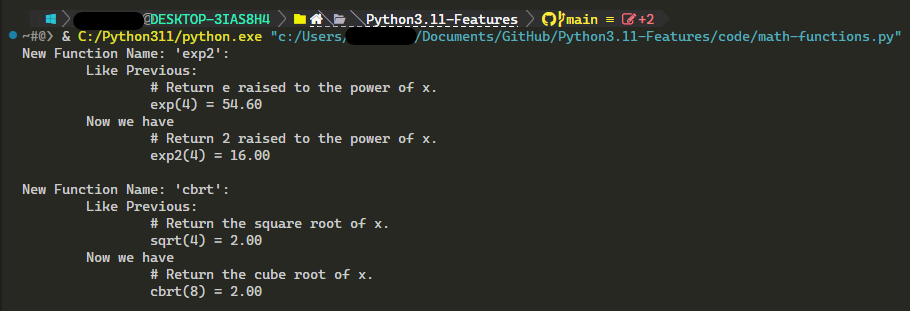 @DESKTOP-3IAS8H4 Python3.11-Features main ≡ +2
~#@❯ & C:/Python311/python.exe "c:/Users/ /Documents/GitHub/Python3.11-Features/code/math-functions.py"
New Function Name: 'exp2':
Like Previous:
# Return e raised to the power of x.
exp(4) = 54.60
Now we have
# Return 2 raised to the power of x.
exp2(4) = 16.00
New Function Name: 'cbrt':
Like Previous:
# Return the square root of x.
sqrt(4) = 2.00
Now we have
# Return the cube root of x.
cbrt(8) = 2.00